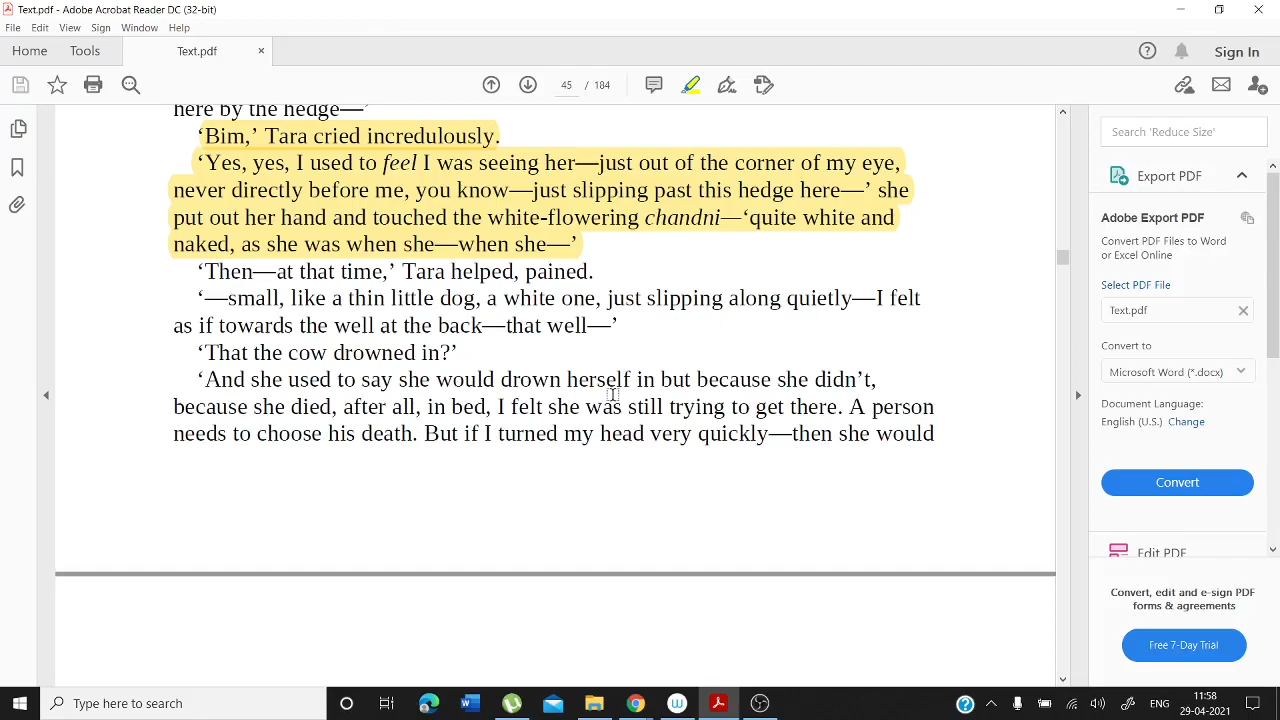 Text.pdf - Adobe Acrobat Reader DC (32-bit)
File Edit View Sign Window Help
Home Tools Text.pdf × Sign In
45 / 184
here by the hedge—’
‘Bim,’ Tara cried incredulously.
‘Yes, yes, I used to feel I was seeing her—just out of the corner of my eye,
never directly before me, you know—just slipping past this hedge here—’ she
put out her hand and touched the white-flowering chandni—‘quite white and
naked, as she was when she—when she—’
‘Then—at that time,’ Tara helped, pained.
‘—small, like a thin little dog, a white one, just slipping along quietly—I felt
as if towards the well at the back—that well—’
‘That the cow drowned in?’
‘And she used to say she would drown herself in but because she didn’t,
because she died, after all, in bed, I felt she was still trying to get there. A person
needs to choose his death. But if I turned my head very quickly—then she would
Search 'Reduce Size'
Export PDF
Adobe Export PDF
Convert PDF Files to Word
or Excel Online
Select PDF File
Text.pdf
Convert to
Microsoft Word (*.docx)
Document Language:
English (U.S.) Change
Convert
Edit PDF
Convert, edit and e-sign PDF
forms & agreements
Free 7-Day Trial
Type here to search
ENG
11:58
29-04-2021